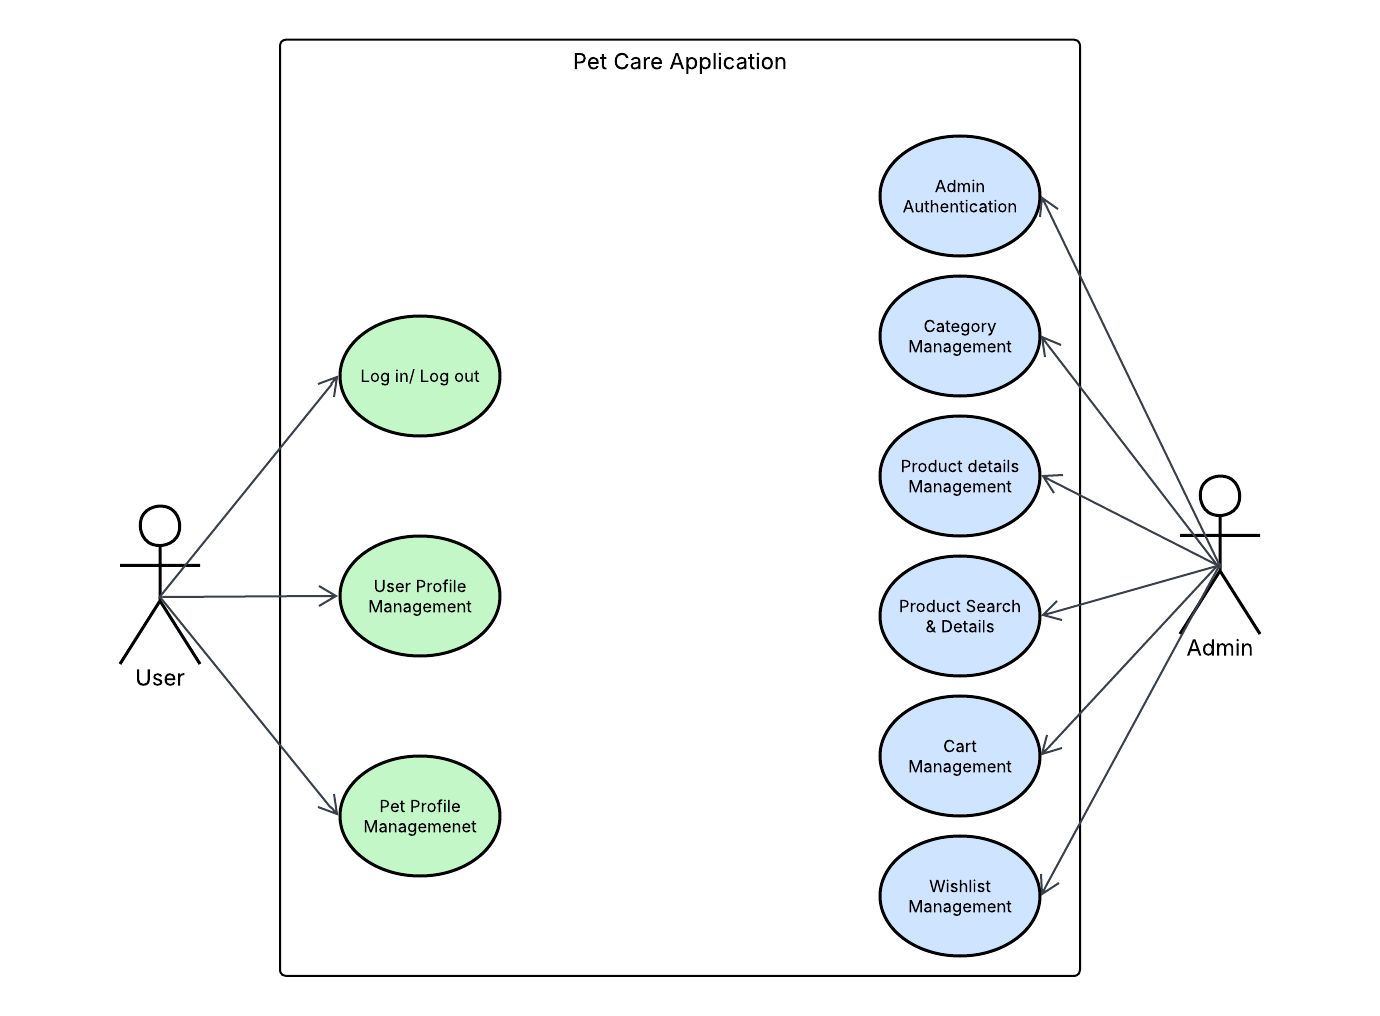 Pet Care Application
Admin
Authentication
Category
Management
Log in/ Log out
Product details
Management
User Profile
Management
Product Search
& Details
User
Admin
Cart
Management
Pet Profile
Managemenet
Wishlist
Management